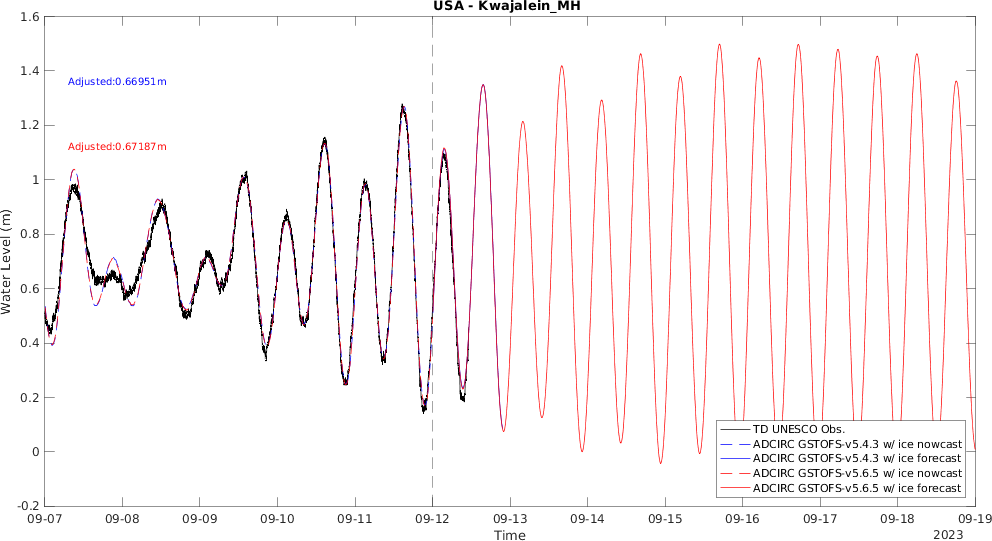 USA - Kwajalein_MH
1.6
1.4
1.2
1
0.8
0.6
0.4
0.2
0
-0.2
Water Level (m)
Adjusted:0.66951m
Adjusted:0.67187m
TD UNESCO Obs.
ADCIRC GSTOFS-v5.4.3 w/ ice nowcast
ADCIRC GSTOFS-v5.4.3 w/ ice forecast
ADCIRC GSTOFS-v5.6.5 w/ ice nowcast
ADCIRC GSTOFS-v5.6.5 w/ ice forecast
09-07 09-08 09-09 09-10 09-11 09-12 09-13 09-14 09-15 09-16 09-17 09-18 09-19
Time
2023